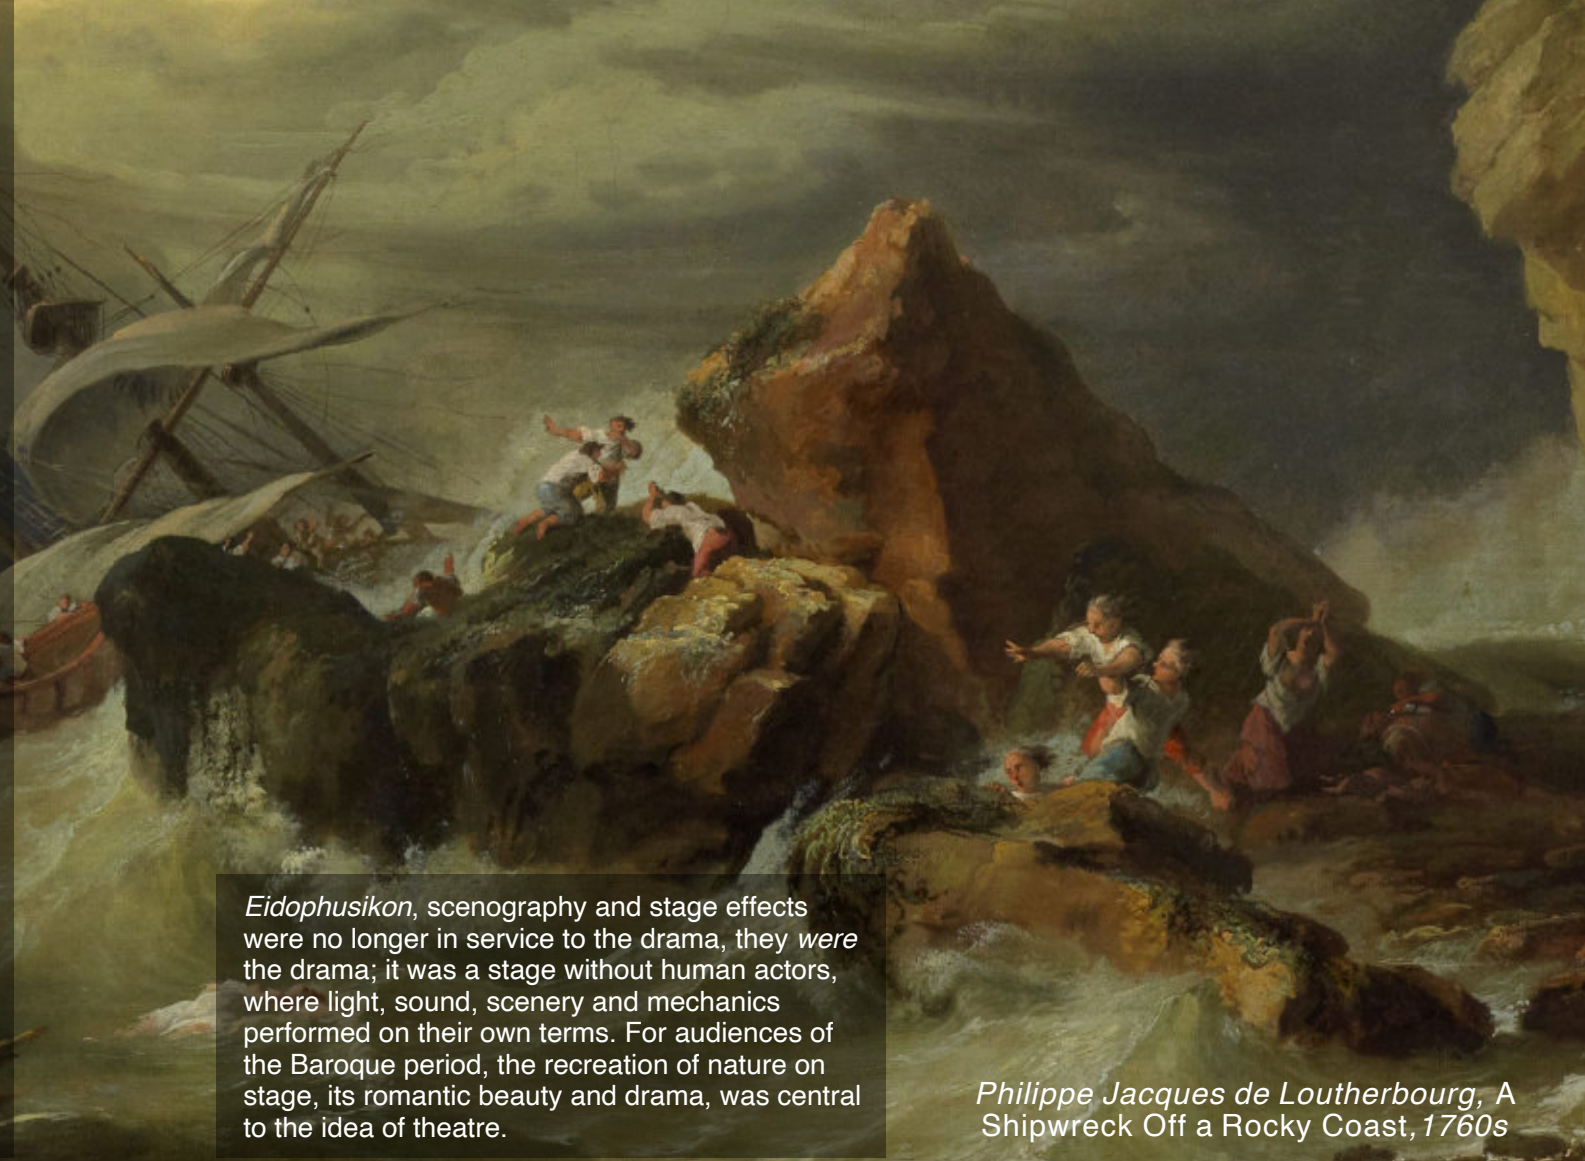 Eidophusikon, scenography and stage effects
were no longer in service to the drama, they were
the drama; it was a stage without human actors,
where light, sound, scenery and mechanics
performed on their own terms. For audiences of
the Baroque period, the recreation of nature on
stage, its romantic beauty and drama, was central
to the idea of theatre.
Philippe Jacques de Loutherbourg, A
Shipwreck Off a Rocky Coast, 1760s